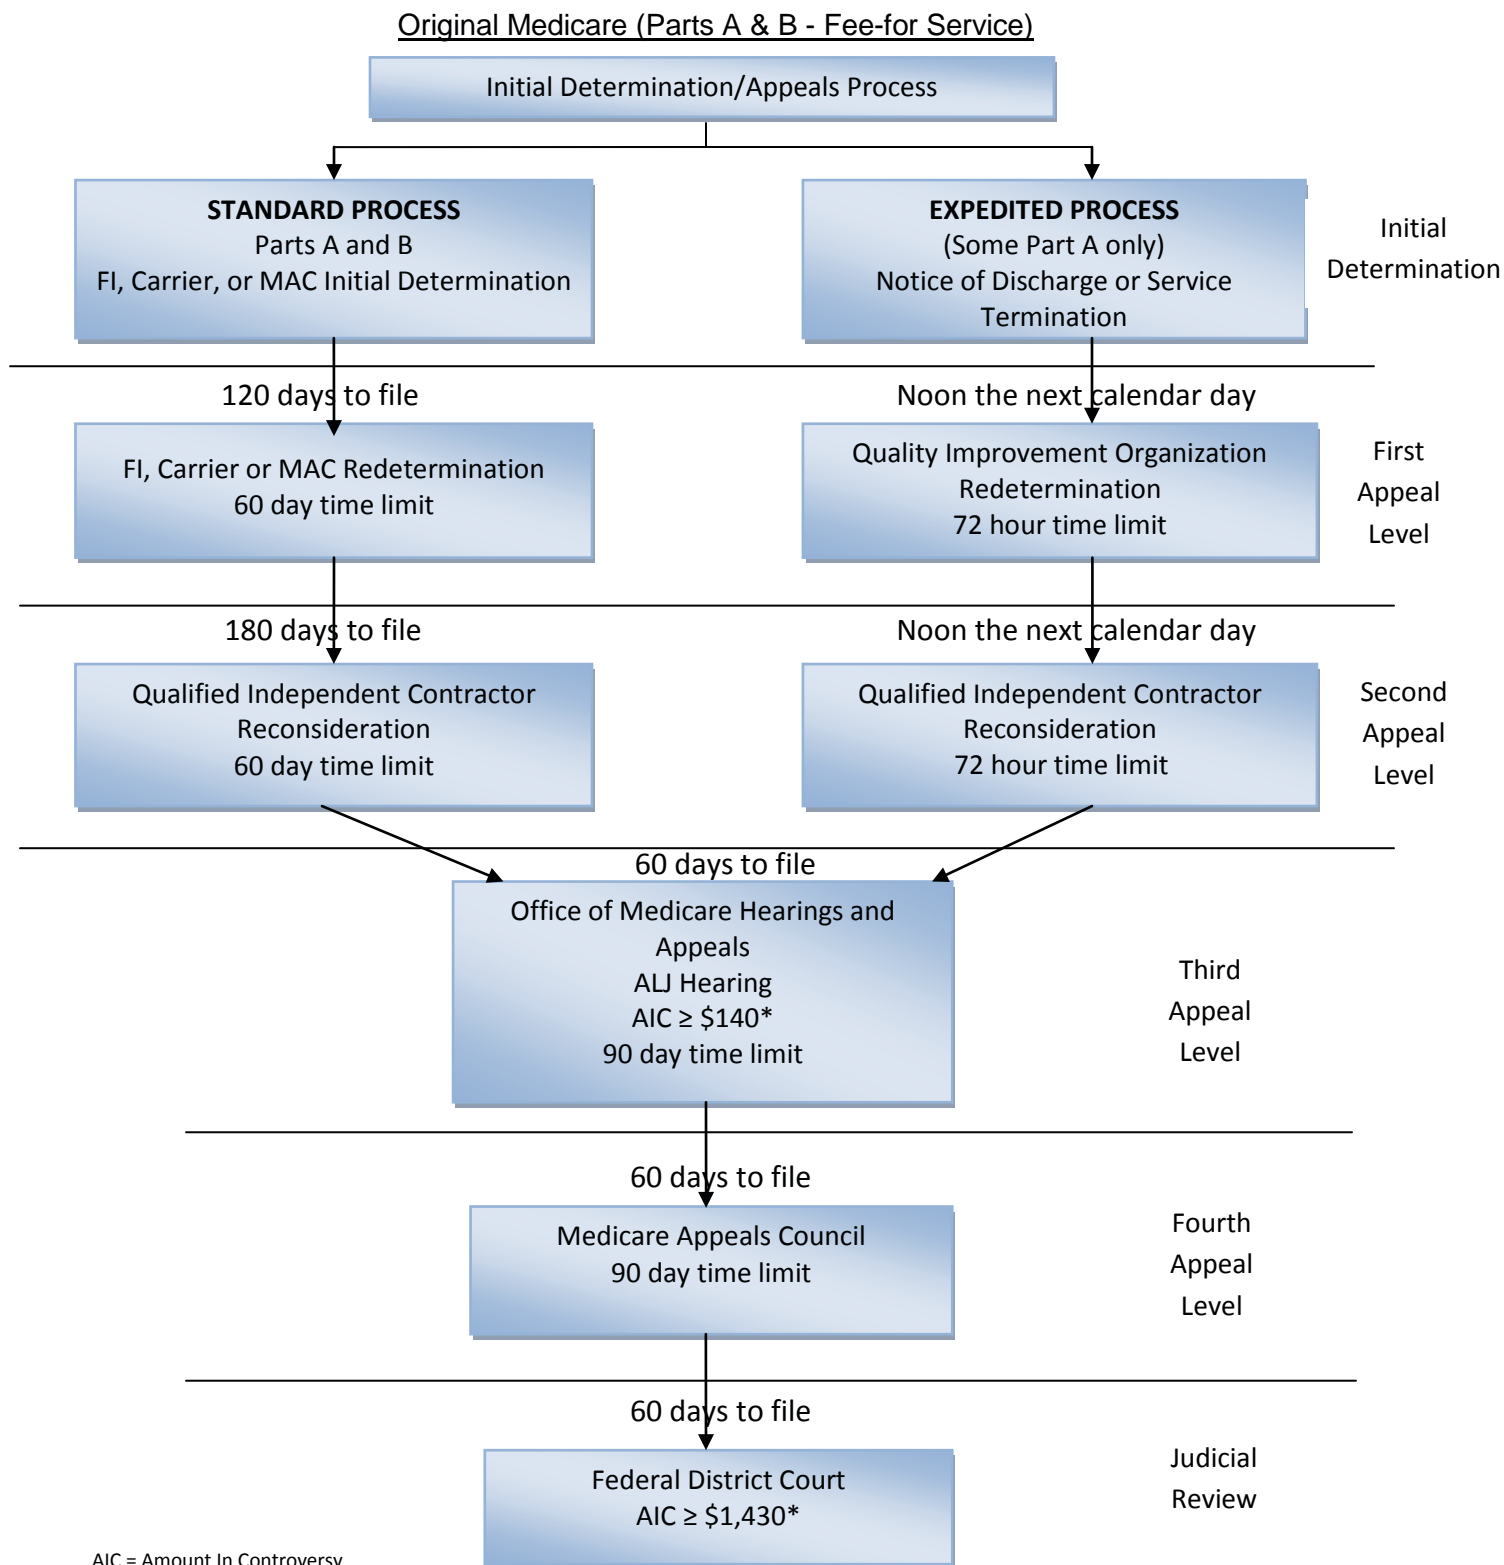 Original Medicare (Parts A & B - Fee-for Service)
Initial Determination/Appeals Process
STANDARD PROCESS
Parts A and B
FI, Carrier, or MAC Initial Determination
EXPEDITED PROCESS
(Some Part A only)
Notice of Discharge or Service
Termination
Initial
Determination
120 days to file
Noon the next calendar day
FI, Carrier or MAC Redetermination
60 day time limit
Quality Improvement Organization
Redetermination
72 hour time limit
First
Appeal
Level
180 days to file
Noon the next calendar day
Qualified Independent Contractor
Reconsideration
60 day time limit
Qualified Independent Contractor
Reconsideration
72 hour time limit
Second
Appeal
Level
60 days to file
Office of Medicare Hearings and
Appeals
ALJ Hearing
AIC ≥ $140*
90 day time limit
Third
Appeal
Level
60 days to file
Medicare Appeals Council
90 day time limit
Fourth
Appeal
Level
60 days to file
Federal District Court
AIC ≥ $1,430*
Judicial
Review
AIC = Amount In Controversy